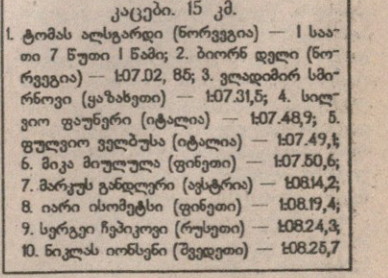 კაცები. 15 კმ.
1. ტომას ალსგარდი (ნორვეგია) — 1 საა-
თი 7 წუთი 1 წამი; 2. ბიორნ დელი (ნო-
რვეგია) — 1:07.02, 85; 3. ვლადიმირ სმი-
რნოვი (ყაზახეთი) — 1:07.31,5; 4. სილ-
ვიო ფაუნერი (იტალია) — 1:07.48,9; 5.
ფულვიო ველბუსა (იტალია) — 1:07.49,1;
6. მიკა მიულულა (ფინეთი) — 1:07.50,6;
7. მარკუს განდლერი (ავსტრია) — 1:08.14,2;
8. იარი ისომეტსი (ფინეთი) — 1:08.19,4;
9. სერგეი ჩეპიკოვი (რუსეთი) — 1:08.24,3;
10. ნიკლას იონსენი (შვედეთი) — 1:08.25,7